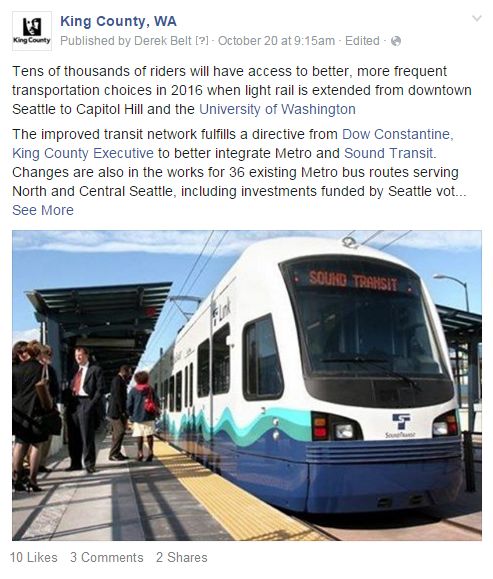 King County
King County, WA
Published by Derek Belt [?] · October 20 at 9:15am · Edited ·
Tens of thousands of riders will have access to better, more frequent
transportation choices in 2016 when light rail is extended from downtown
Seattle to Capitol Hill and the University of Washington
The improved transit network fulfills a directive from Dow Constantine,
King County Executive to better integrate Metro and Sound Transit.
Changes are also in the works for 36 existing Metro bus routes serving
North and Central Seattle, including investments funded by Seattle vot...
See More
SOUND TRANSIT
Link
SOUNDTRANSIT
10 Likes 3 Comments 2 Shares